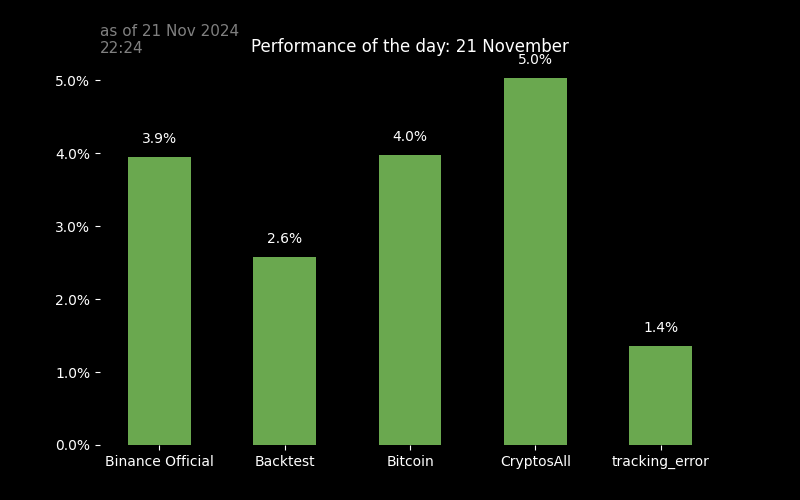 as of 21 Nov 2024
22:24
Performance of the day: 21 November
5.0%
5.0%
4.0%
3.0%
2.0%
1.0%
0.0%
3.9%
2.6%
4.0%
1.4%
Binance Official
Backtest
Bitcoin
CryptosAll
tracking_error